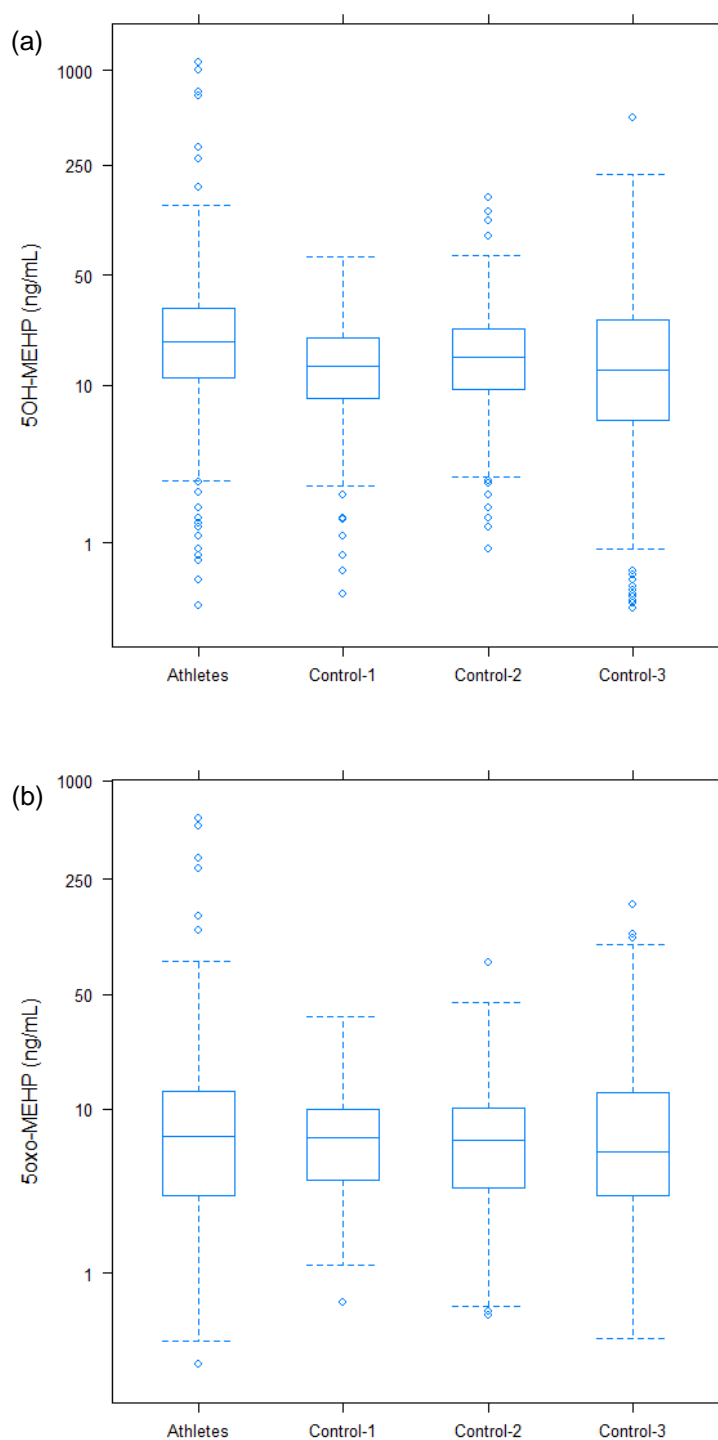 (a)
1000
250
50
10
1
5OH-MEHP (ng/mL)
Athletes Control-1 Control-2 Control-3
(b)
1000
250
50
10
1
5oxo-MEHP (ng/mL)
Athletes Control-1 Control-2 Control-3